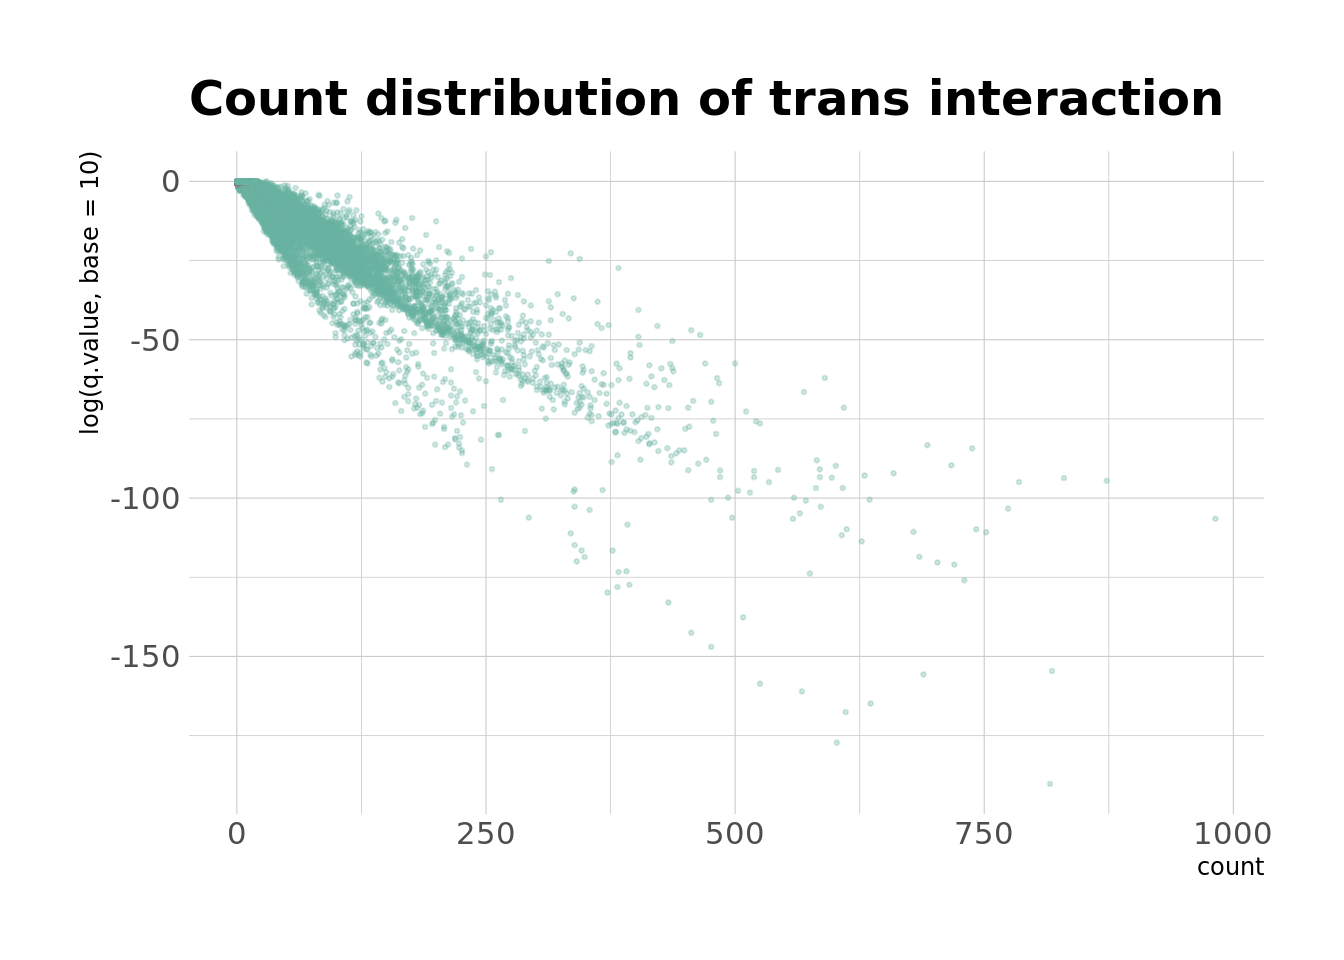 Count distribution of trans interaction
log(q.value, base = 10)
0
-50
-100
-150
0 250 500 750 1000
count